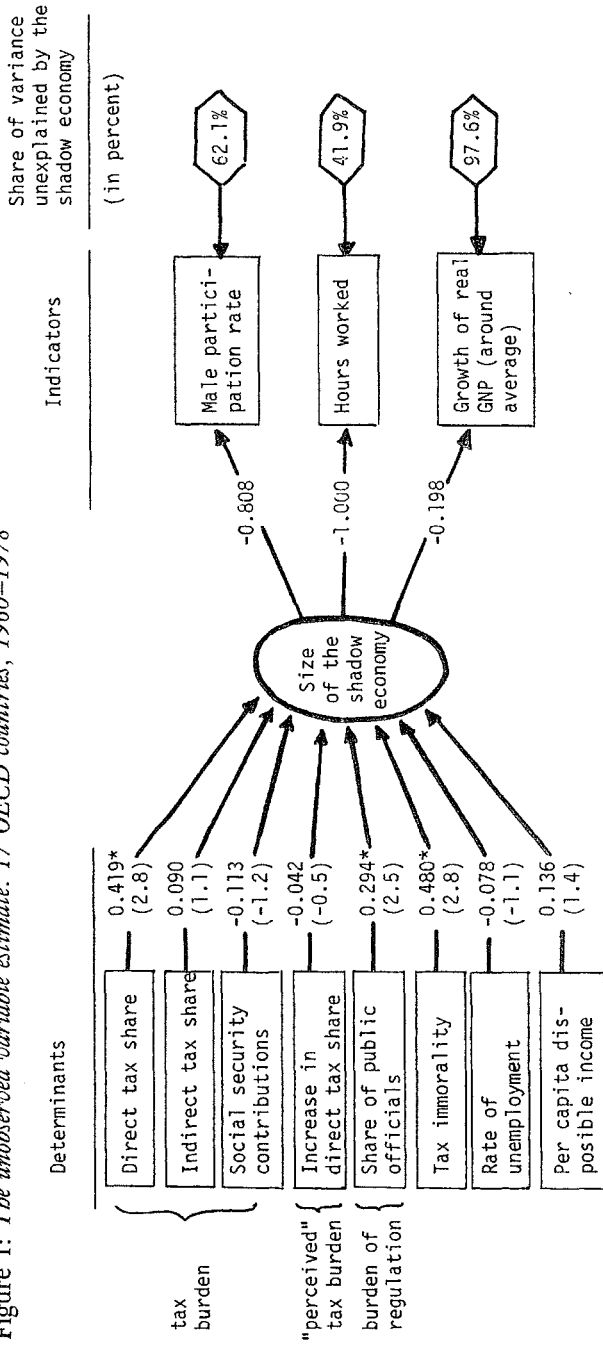 Figure 1: The unobserved variable estimate: 17 OECD countries, 1960–1978
Determinants
Indicators
Share of variance
unexplained by the
shadow economy
(in percent)
tax
burden
"perceived"
tax burden
burden of
regulation
Direct tax share
0.419*
(2.8)
Indirect tax share
0.090
(1.1)
Social security
contributions
-0.113
(-1.2)
Increase in
direct tax share
-0.042
(-0.5)
Share of public
officials
0.294*
(2.5)
Tax immorality
0.480*
(2.8)
Rate of
unemployment
-0.078
(-1.1)
Per capita dis-
posible income
0.136
(1.4)
Size
of the
shadow
economy
-0.808
-1.000
-0.198
Male partici-
pation rate
Hours worked
Growth of real
GNP (around
average)
62.1%
41.9%
97.6%